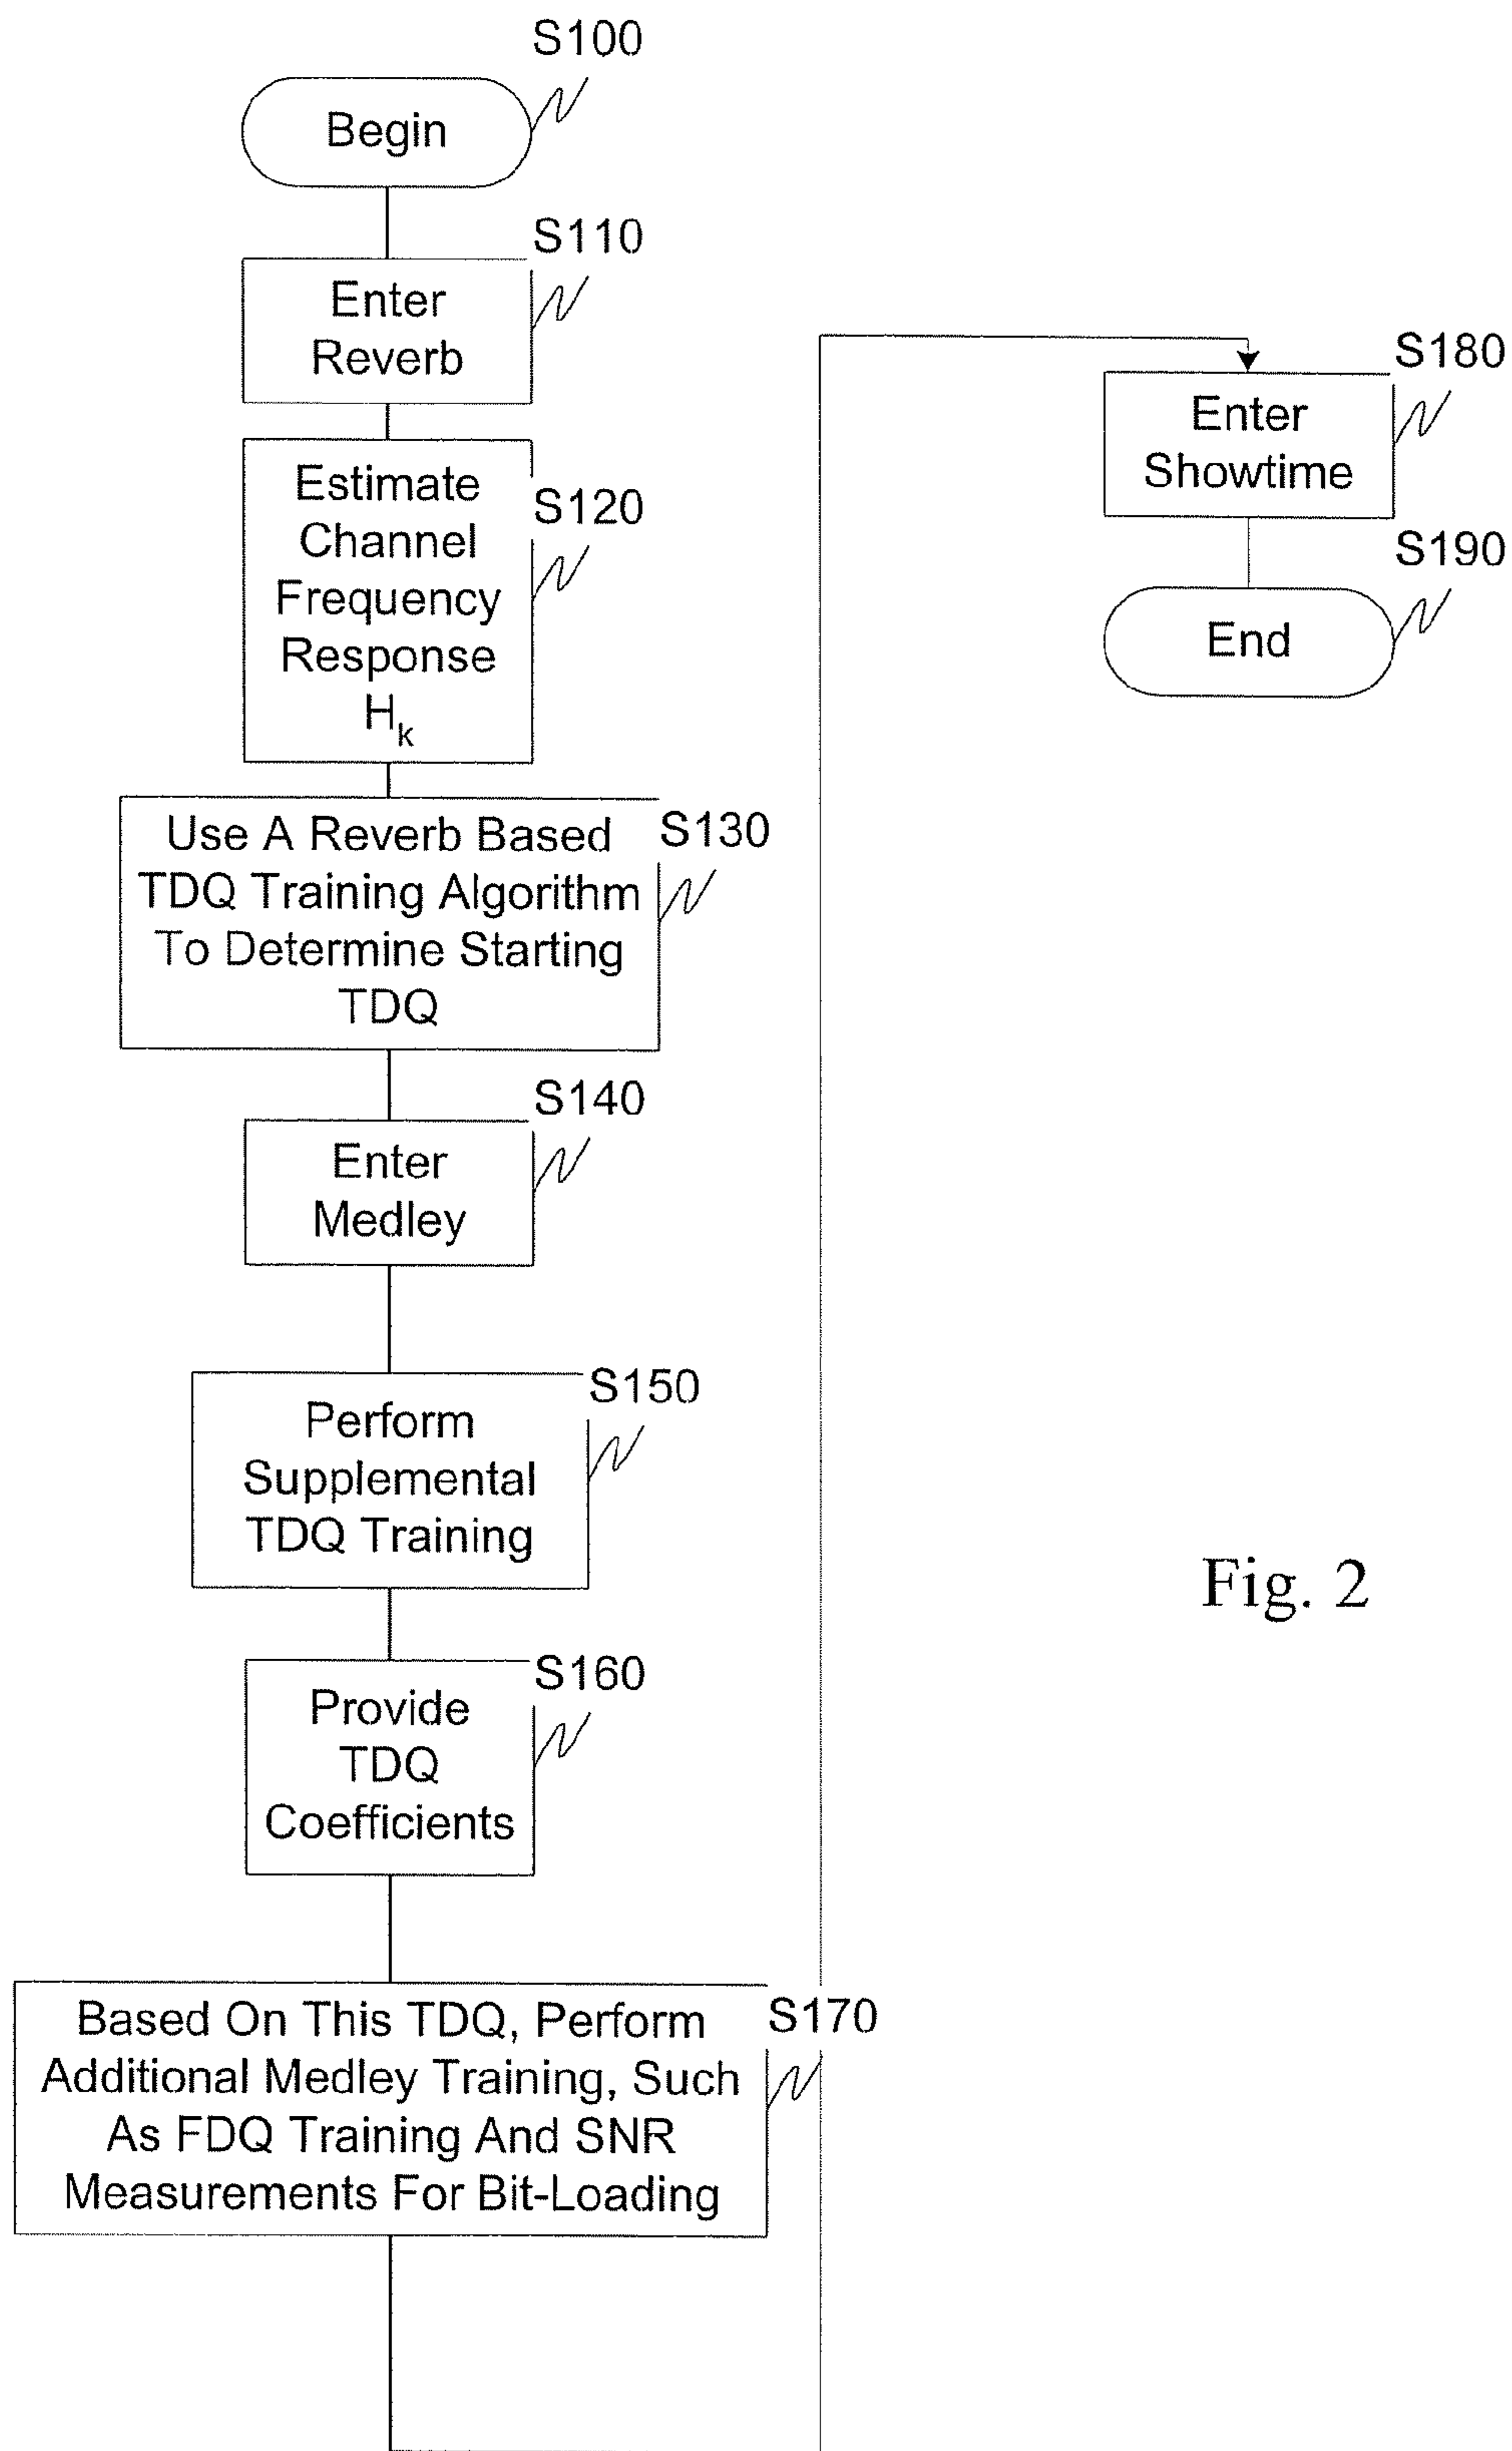 S100
Begin
S110
Enter
Reverb
S120
Estimate
Channel
Frequency
Response
H_k
S130
Use A Reverb Based
TDQ Training Algorithm
To Determine Starting
TDQ
S140
Enter
Medley
S150
Perform
Supplemental
TDQ Training
S160
Provide
TDQ
Coefficients
S170
Based On This TDQ, Perform
Additional Medley Training, Such
As FDQ Training And SNR
Measurements For Bit-Loading
S180
Enter
Showtime
S190
End
Fig. 2